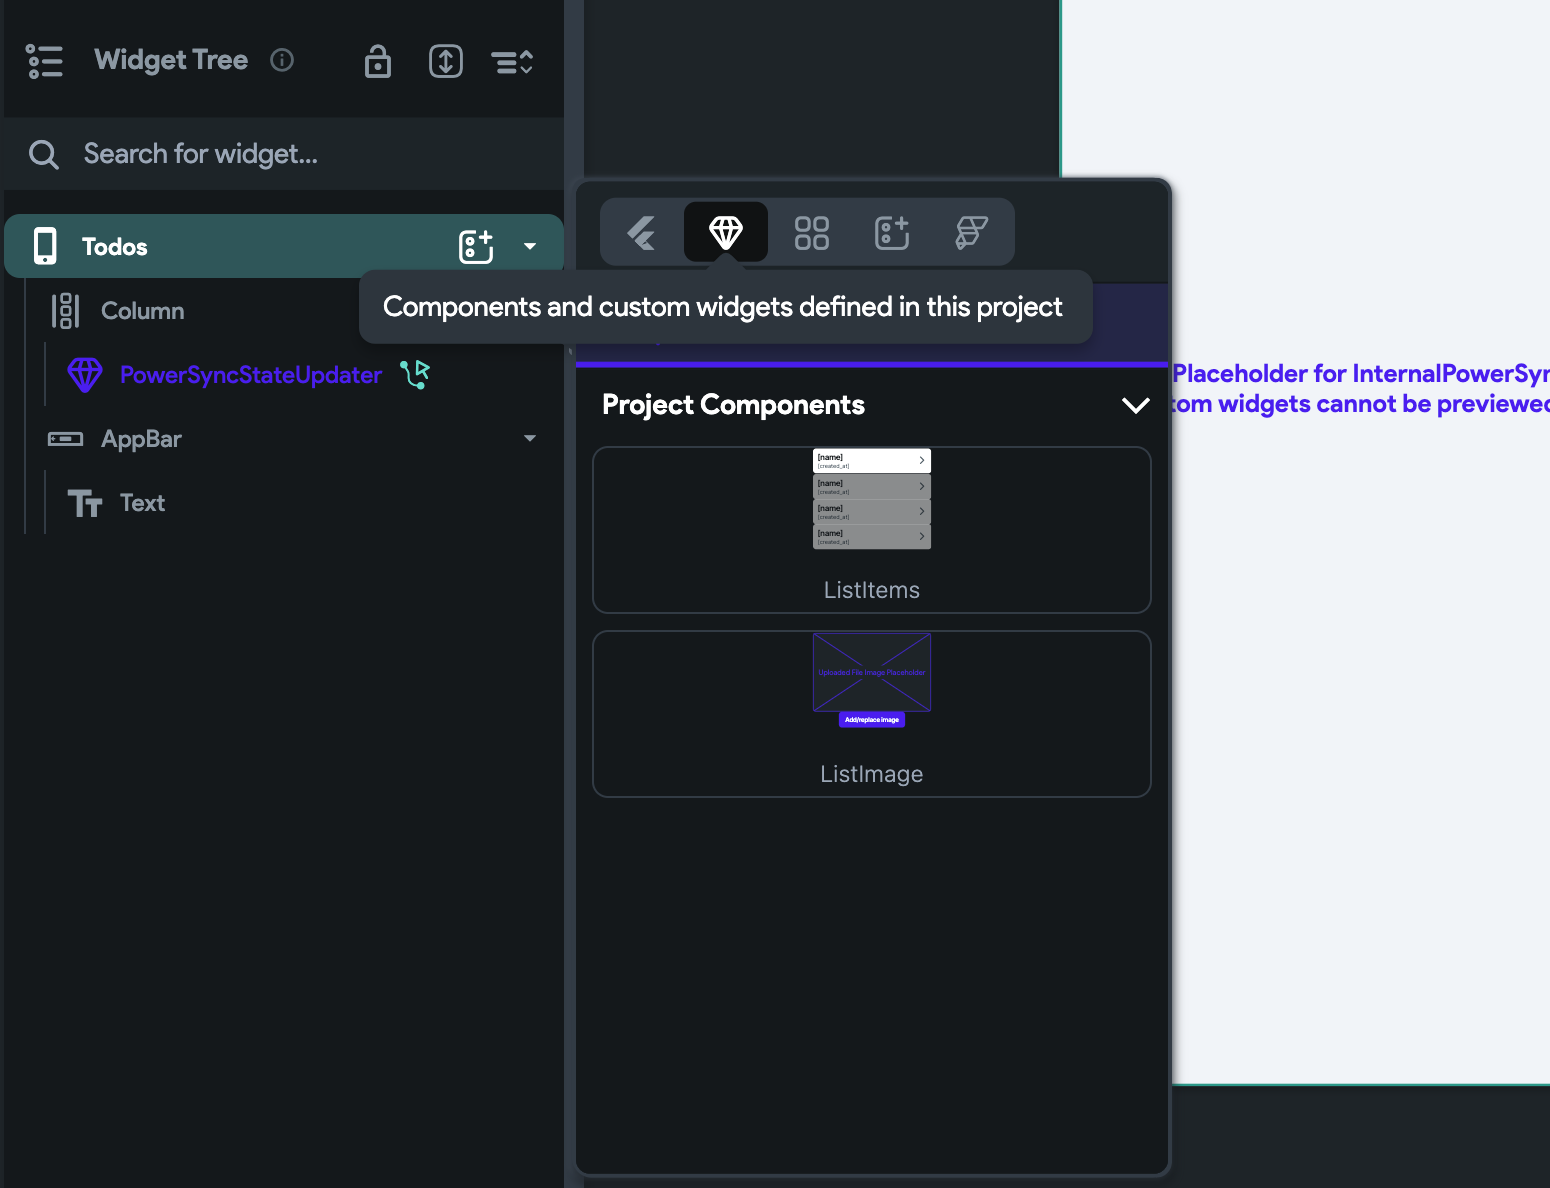 Widget Tree
Search for widget...
Todos
Column
PowerSyncStateUpdater
AppBar
Text
Components and custom widgets defined in this project
Project Components
[name]
[created_at]
[name]
[created_at]
[name]
[created_at]
[name]
[created_at]
ListItems
Uploaded File Image Placeholder
Add/replace image
ListImage
Placeholder for InternalPowerSyn
tom widgets cannot be previewed